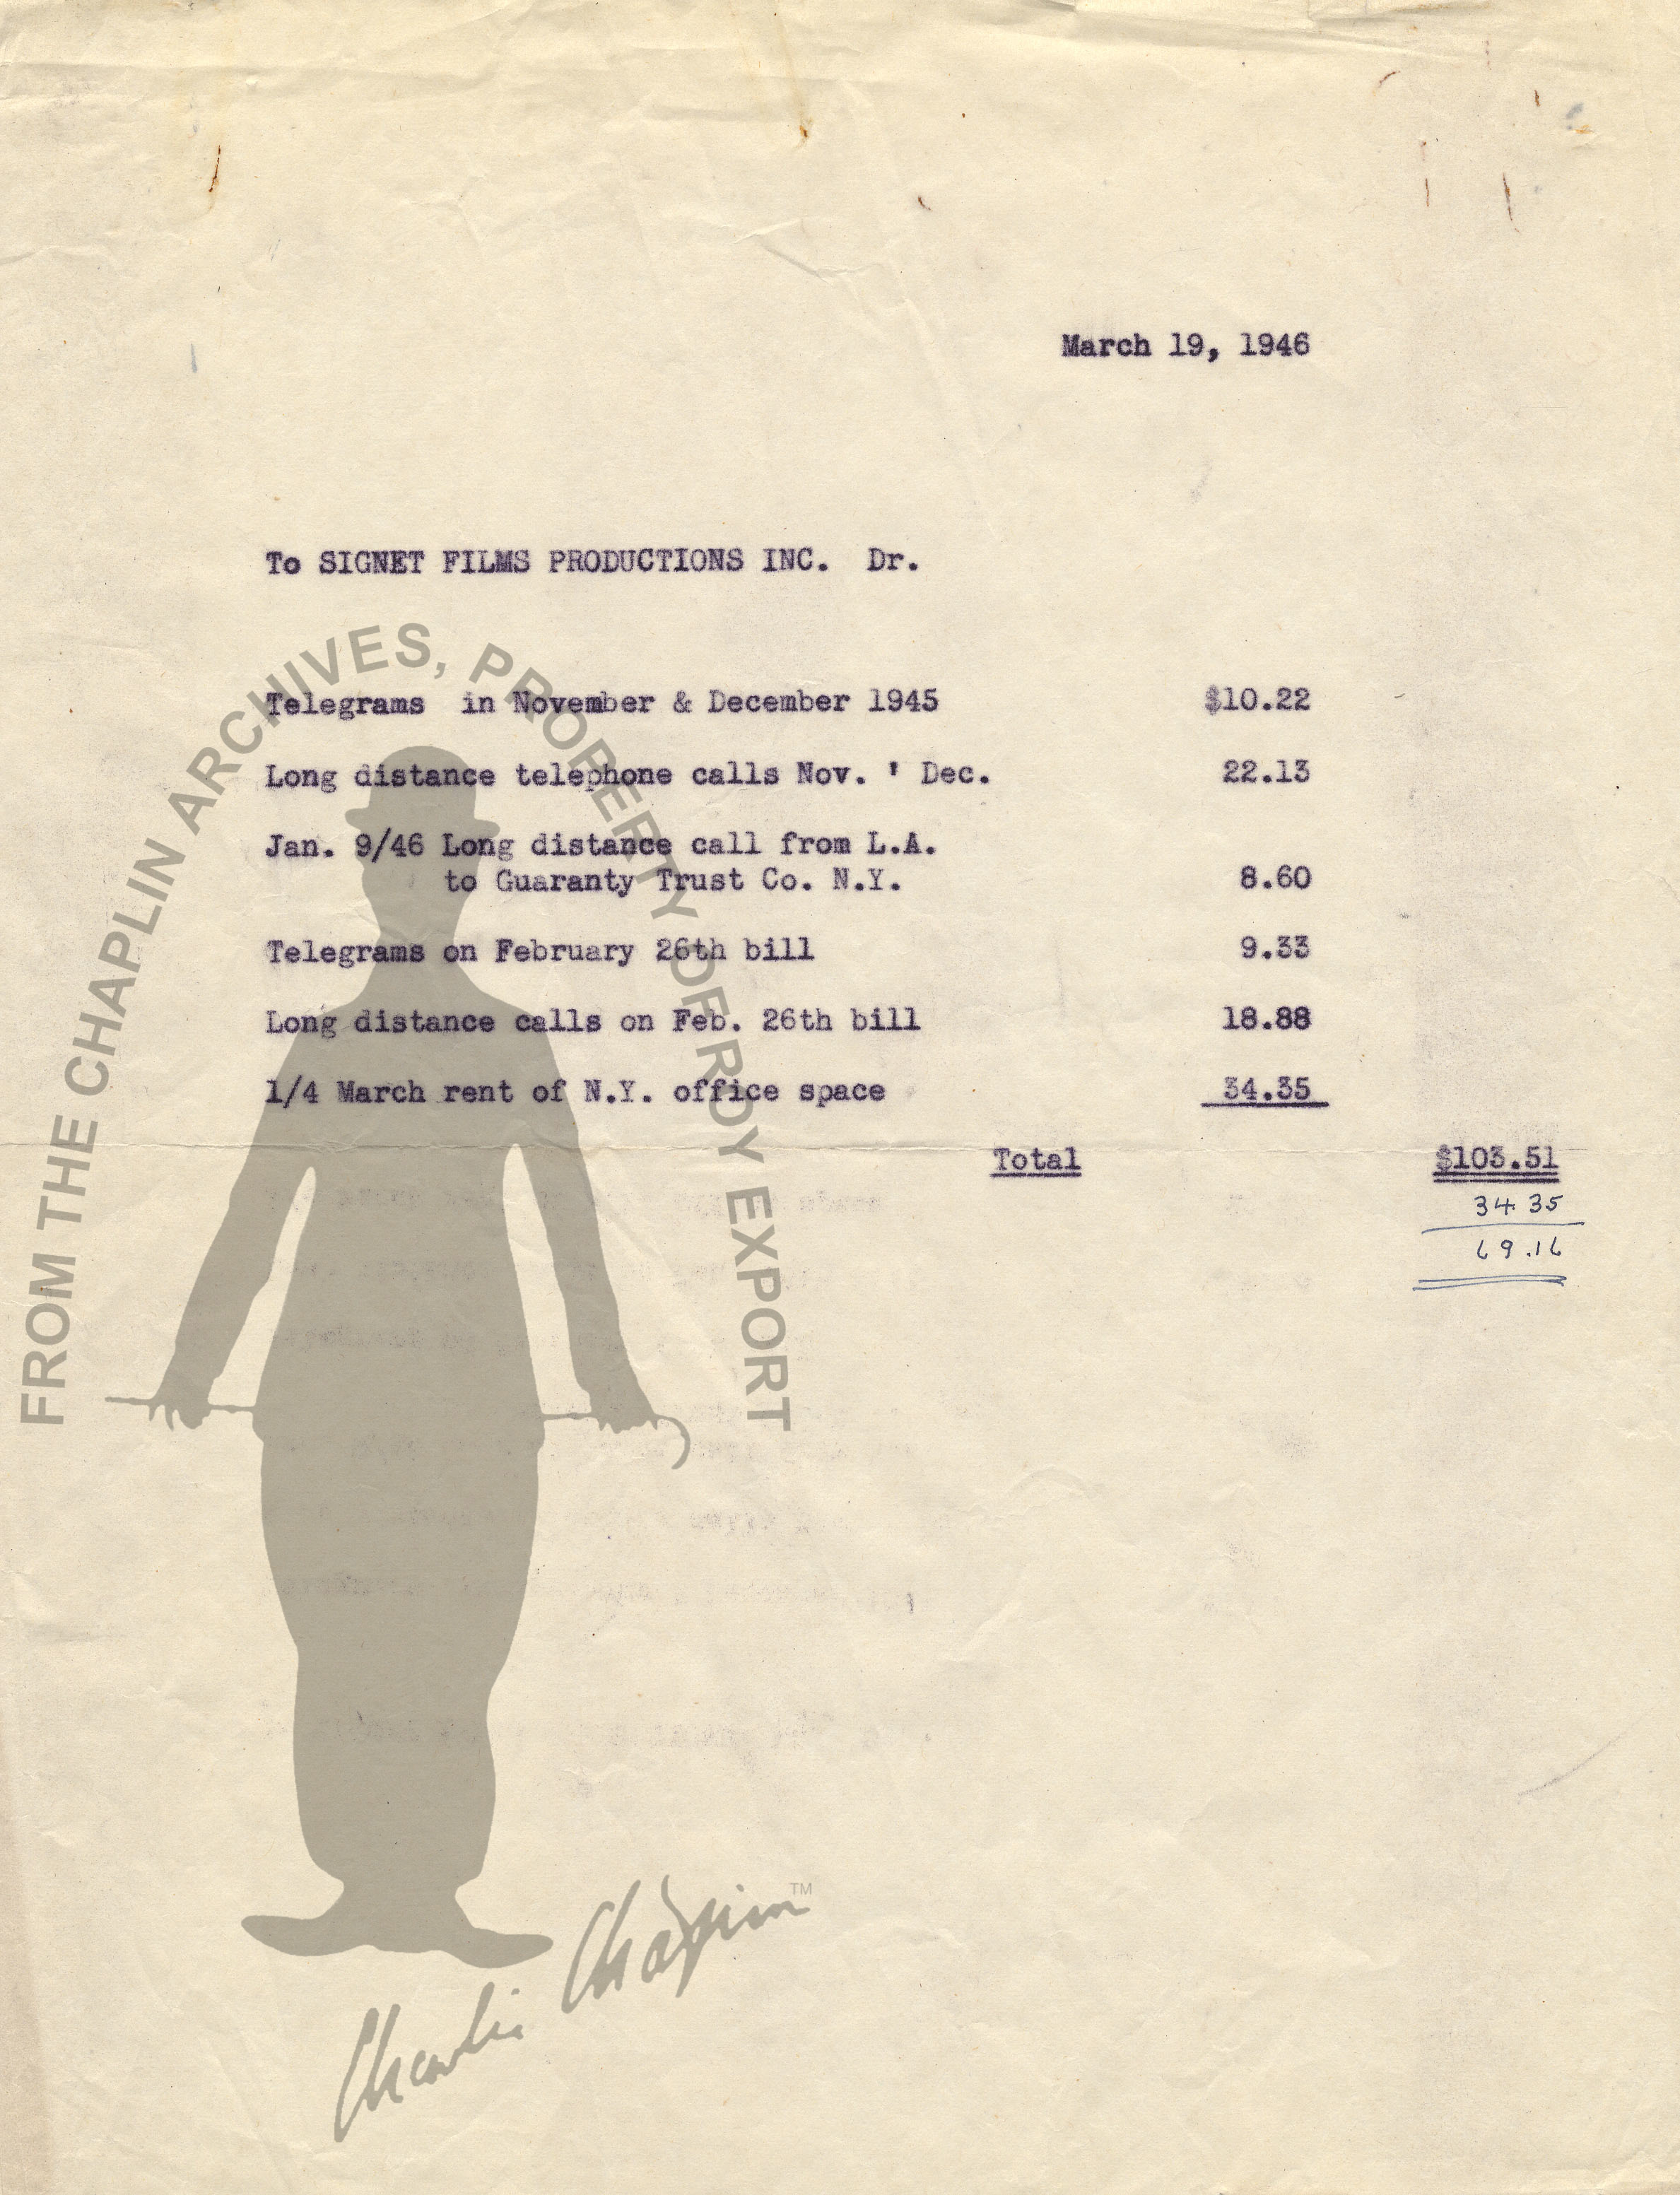 March 19, 1946
To SIGNET FILMS PRODUCTIONS INC. Dr.
Telegrams in November & December 1945 $10.22
Long distance telephone calls Nov. ' Dec. 22.13
Jan. 9/46 Long distance call from L.A.
to Guaranty Trust Co. N.Y. 8.60
Telegrams on February 26th bill 9.33
Long distance calls on Feb. 26th bill 18.88
1/4 March rent of N.Y. office space 34.35
Total $103.51
34.35
69.16
FROM THE CHAPLIN ARCHIVES, PROPERTY OF ROY EXPORT
Charlie Chaplin TM